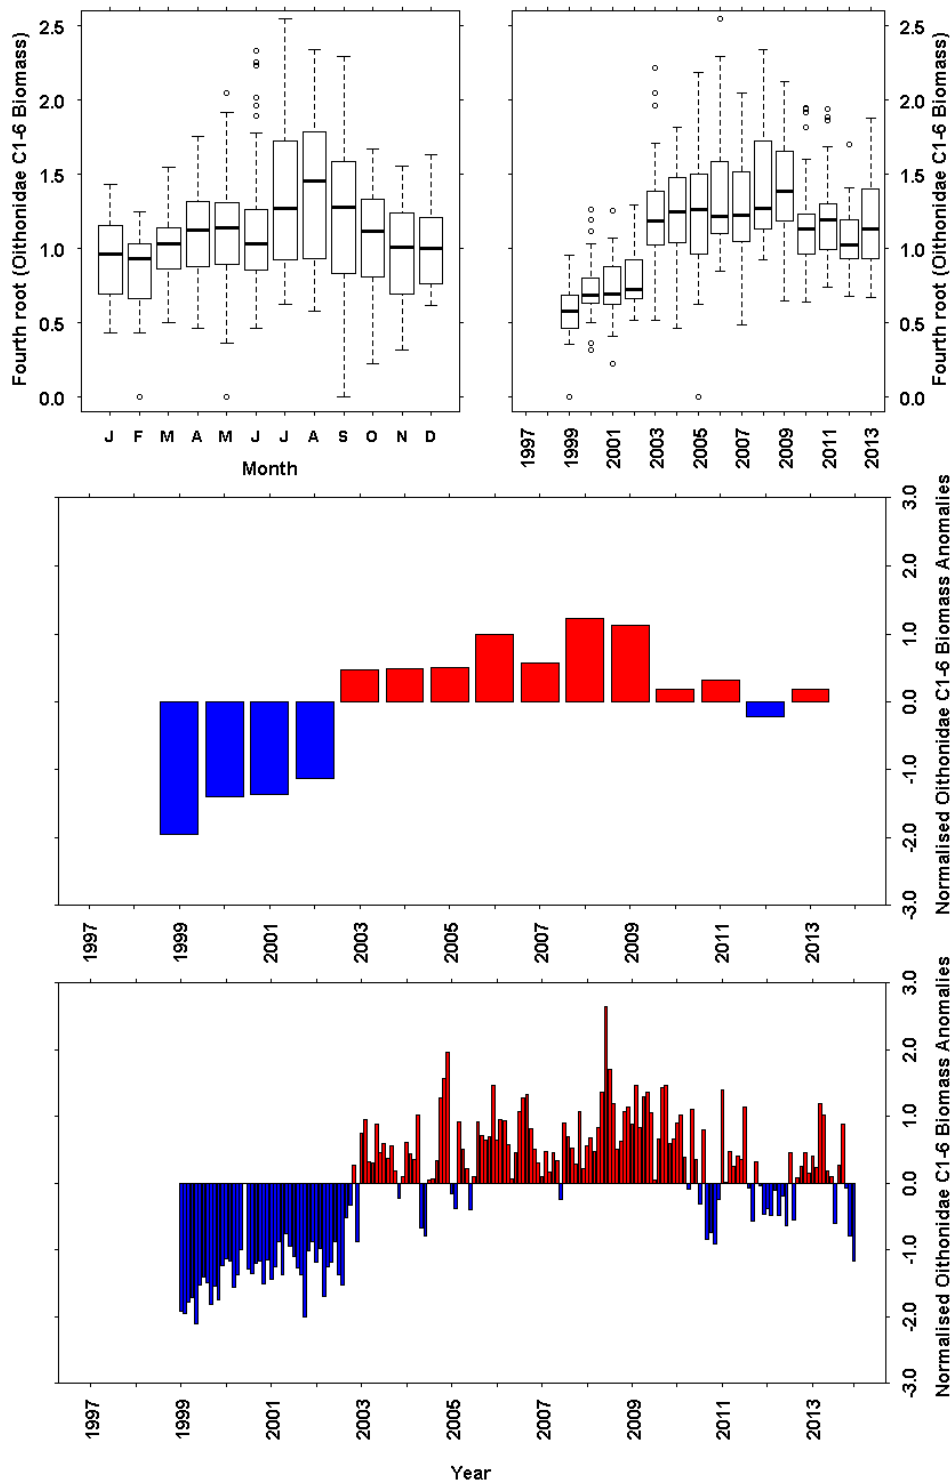 Fourth root (Oithonidae C1-6 Biomass)
2.5
2.0
1.5
1.0
0.5
0.0
J F M A M J J A S O N D
Month
2.5
2.0
1.5
1.0
0.5
0.0
Fourth root (Oithonidae C1-6 Biomass)
1997 1999 2001 2003 2005 2007 2009 2011 2013
3.0
2.0
1.0
0.0
-1.0
-2.0
-3.0
Normalised Oithonidae C1-6 Biomass Anomalies
1997 1999 2001 2003 2005 2007 2009 2011 2013
3.0
2.0
1.0
0.0
-1.0
-2.0
-3.0
Normalised Oithonidae C1-6 Biomass Anomalies
1997 1999 2001 2003 2005 2007 2009 2011 2013
Year